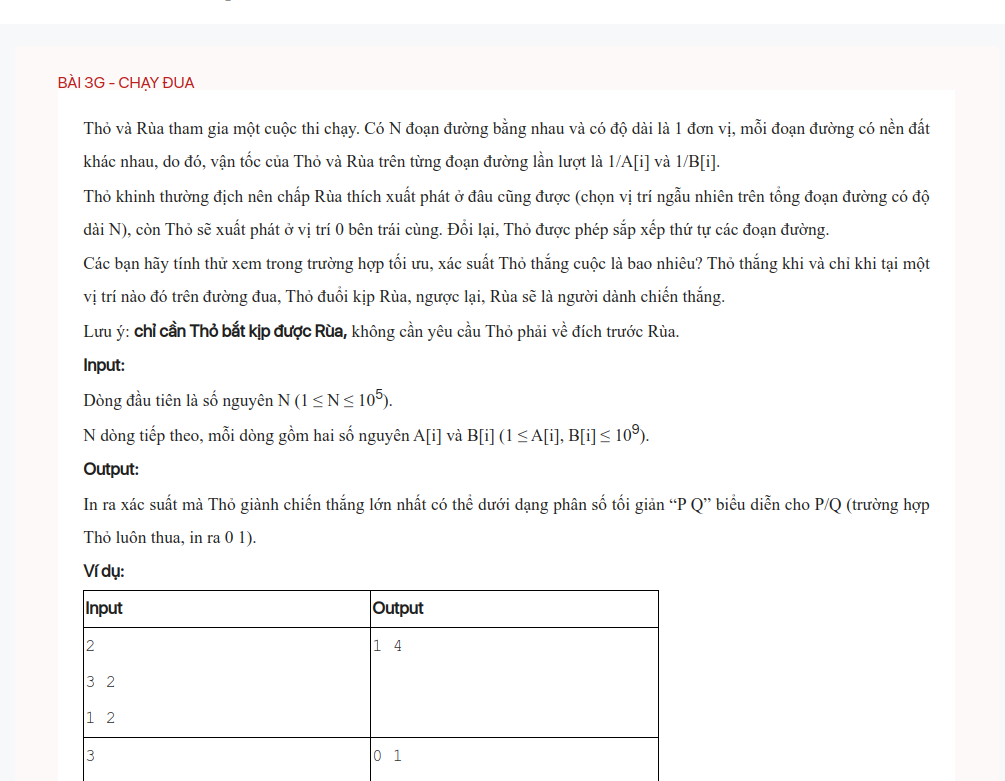 BÀI 3G - CHẠY ĐUA
Thỏ và Rùa tham gia một cuộc thi chạy. Có N đoạn đường bằng nhau và có độ dài là 1 đơn vị, mỗi đoạn đường có nền đất
khác nhau, do đó, vận tốc của Thỏ và Rùa trên từng đoạn đường lần lượt là 1/A[i] và 1/B[i].
Thỏ khinh thường địch nên chấp Rùa thích xuất phát ở đâu cũng được (chọn vị trí ngẫu nhiên trên tổng đoạn đường có độ
dài N), còn Thỏ sẽ xuất phát ở vị trí 0 bên trái cùng. Đổi lại, Thỏ được phép sắp xếp thứ tự các đoạn đường.
Các bạn hãy tính thử xem trong trường hợp tối ưu, xác suất Thỏ thắng cuộc là bao nhiêu? Thỏ thắng khi và chỉ khi tại một
vị trí nào đó trên đường đua, Thỏ đuổi kịp Rùa, ngược lại, Rùa sẽ là người dành chiến thắng.
Lưu ý: chỉ cần Thỏ bắt kịp được Rùa, không cần yêu cầu Thỏ phải về đích trước Rùa.
Input:
Dòng đầu tiên là số nguyên N (1 ≤ N ≤ 10⁵).
N dòng tiếp theo, mỗi dòng gồm hai số nguyên A[i] và B[i] (1 ≤ A[i], B[i] ≤ 10⁹).
Output:
In ra xác suất mà Thỏ giành chiến thắng lớn nhất có thể dưới dạng phân số tối giản “P Q” biểu diễn cho P/Q (trường hợp
Thỏ luôn thua, in ra 0 1).
Ví dụ:
Input Output
2 1 4
3 2
1 2
3 0 1